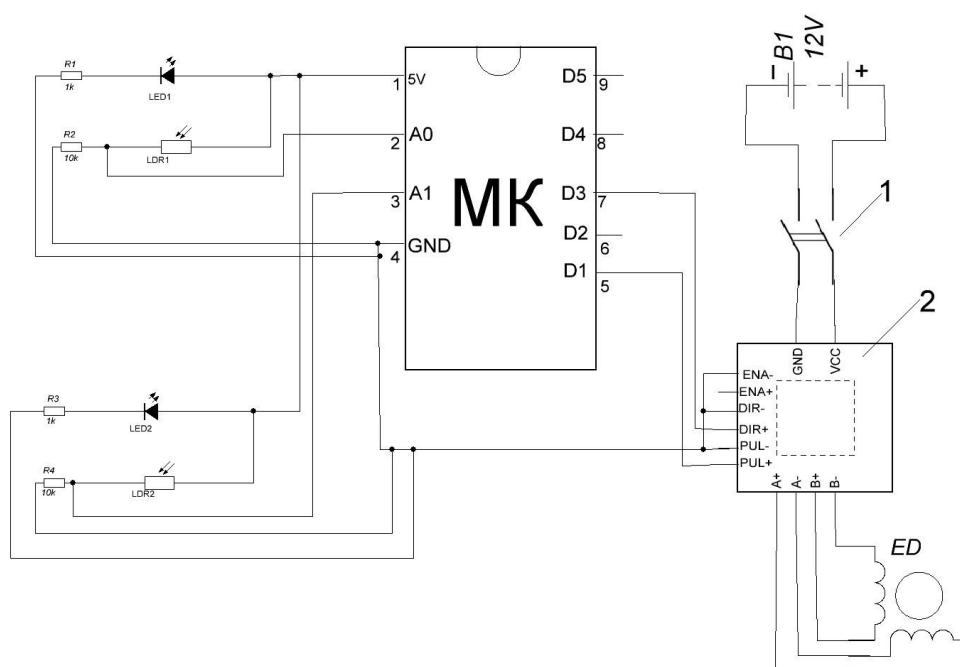 R1
1k
LED1
R2
10k
LDR1
5V
1
A0
2
A1
3
GND
4
МК
D5
9
D4
8
D3
7
D2
6
D1
5
B1
12V
–
+
1
2
GND
VCC
ENA-
ENA+
DIR-
DIR+
PUL-
PUL+
A+
A-
B+
B-
ED
R3
1k
LED2
R4
10k
LDR2